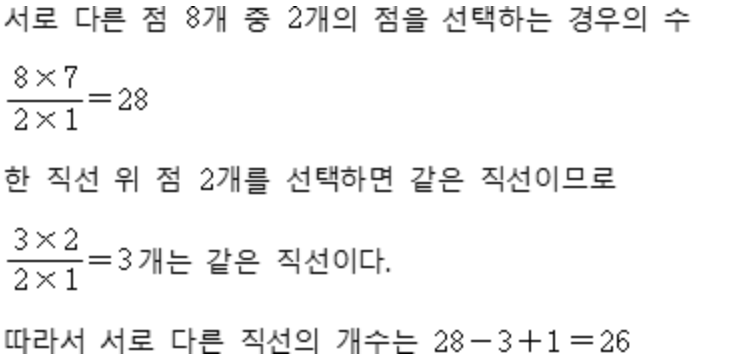 서로 다른 점 8개 중 2개의 점을 선택하는 경우의 수
\frac{8×7}{2×1}=28
한 직선 위 점 2개를 선택하면 같은 직선이므로
\frac{3×2}{2×1}=3개는 같은 직선이다.
따라서 서로 다른 직선의 개수는 28-3+1=26